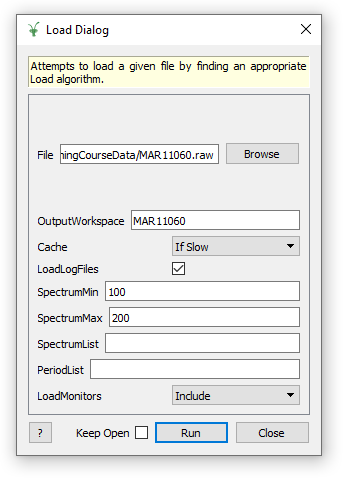 Load Dialog
Attempts to load a given file by finding an appropriate
Load algorithm.
File
ningCourseData/MAR11060.raw
Browse
OutputWorkspace MAR11060
Cache If Slow
LoadLogFiles
SpectrumMin 100
SpectrumMax 200
SpectrumList
PeriodList
LoadMonitors Include
? Keep Open Run Close